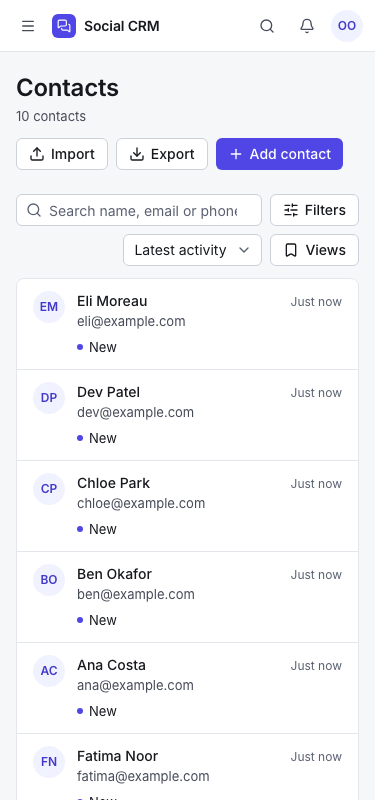 Social CRM
OO
Contacts
10 contacts
Import
Export
Add contact
Search name, email or phone
Filters
Latest activity
Views
EM
Eli Moreau
Just now
eli@example.com
New
DP
Dev Patel
Just now
dev@example.com
New
CP
Chloe Park
Just now
chloe@example.com
New
BO
Ben Okafor
Just now
ben@example.com
New
AC
Ana Costa
Just now
ana@example.com
New
FN
Fatima Noor
Just now
fatima@example.com